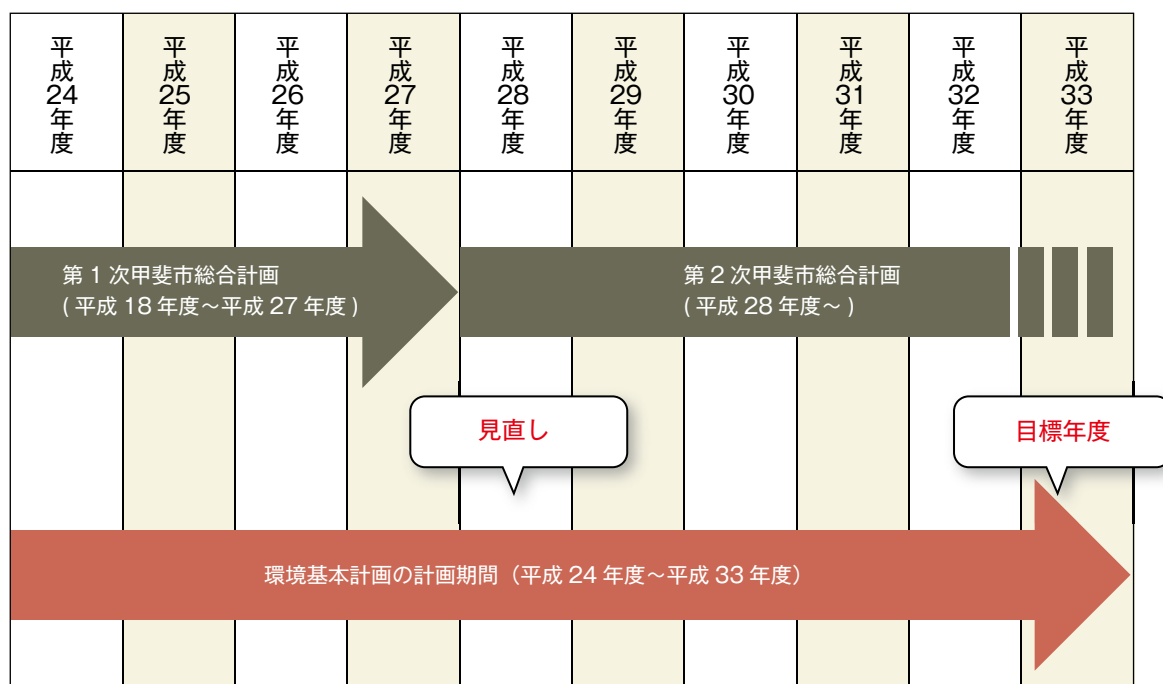 平成24年度
平成25年度
平成26年度
平成27年度
平成28年度
平成29年度
平成30年度
平成31年度
平成32年度
平成33年度
第1次甲斐市総合計画
(平成18年度～平成27年度)
第2次甲斐市総合計画
(平成28年度～)
見直し
目標年度
環境基本計画の計画期間（平成24年度～平成33年度）